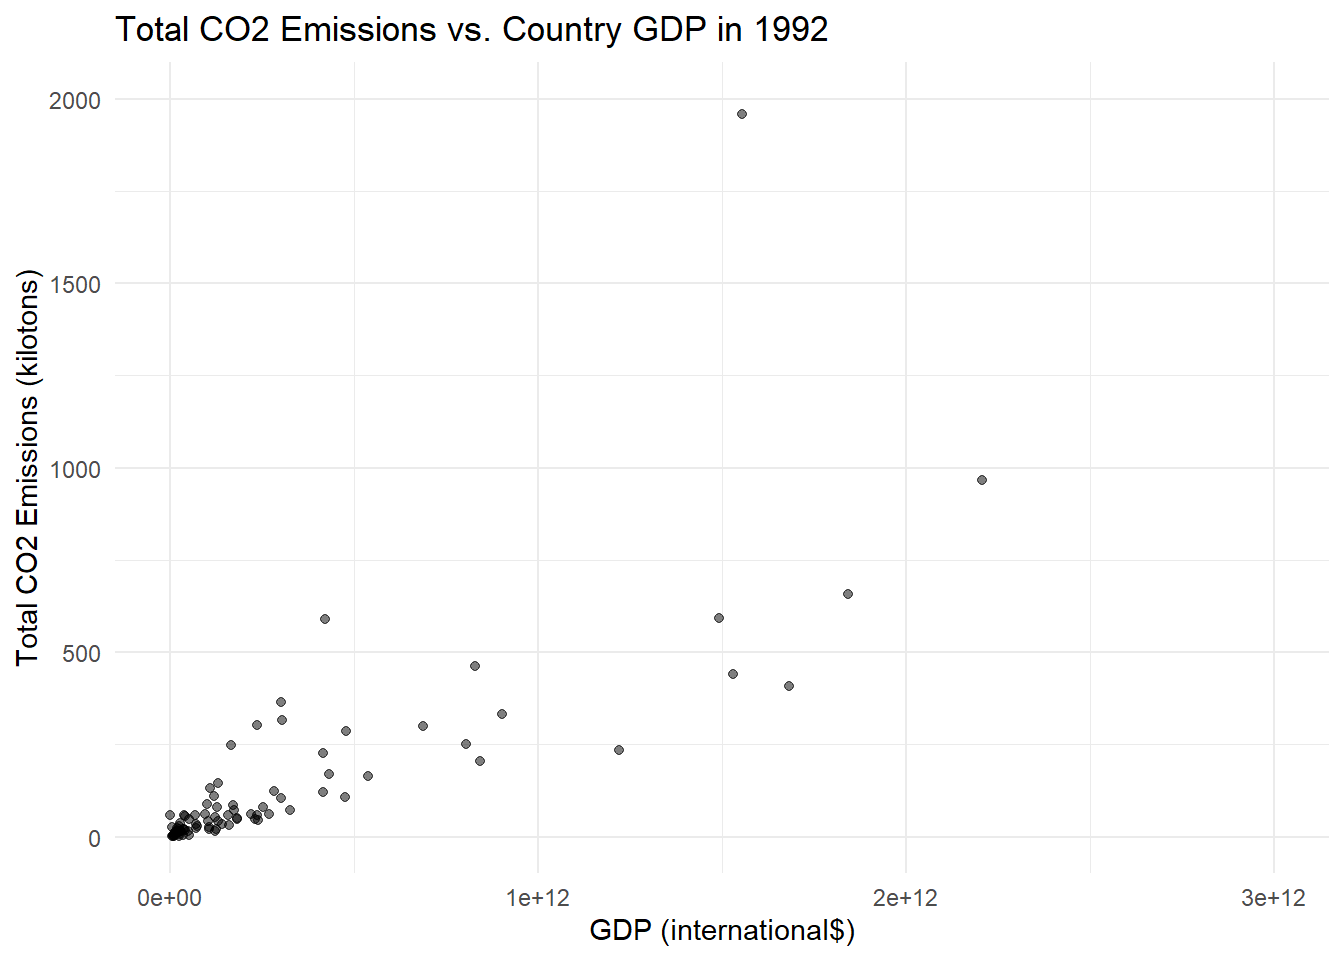 Total CO2 Emissions vs. Country GDP in 1992
Total CO2 Emissions (kilotons)
2000
1500
1000
500
0
0e+00
1e+12
2e+12
3e+12
GDP (international$)